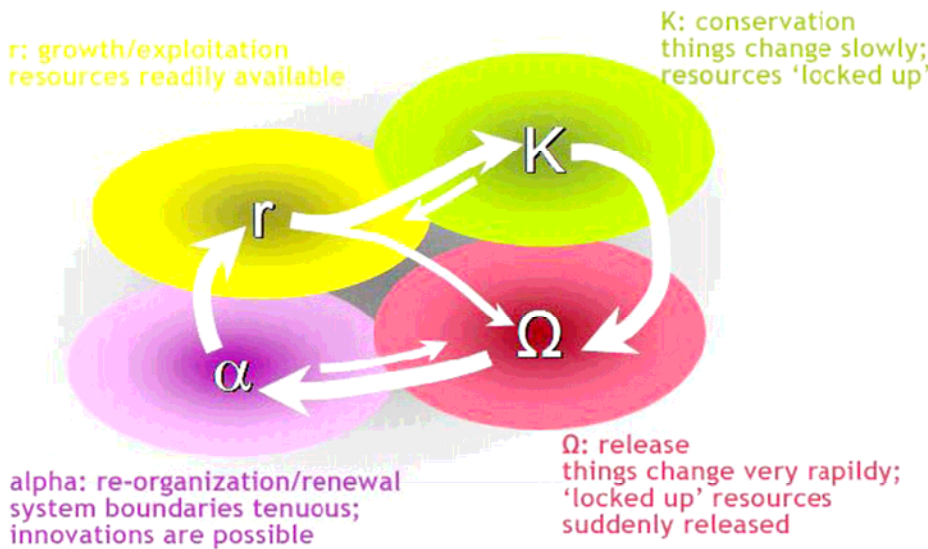 r: growth/exploitation
resources readily available
K: conservation
things change slowly;
resources ‘locked up’
K
r
Ω
α
alpha: re-organization/renewal
system boundaries tenuous;
innovations are possible
Ω: release
things change very rapildy;
‘locked up’ resources
suddenly released